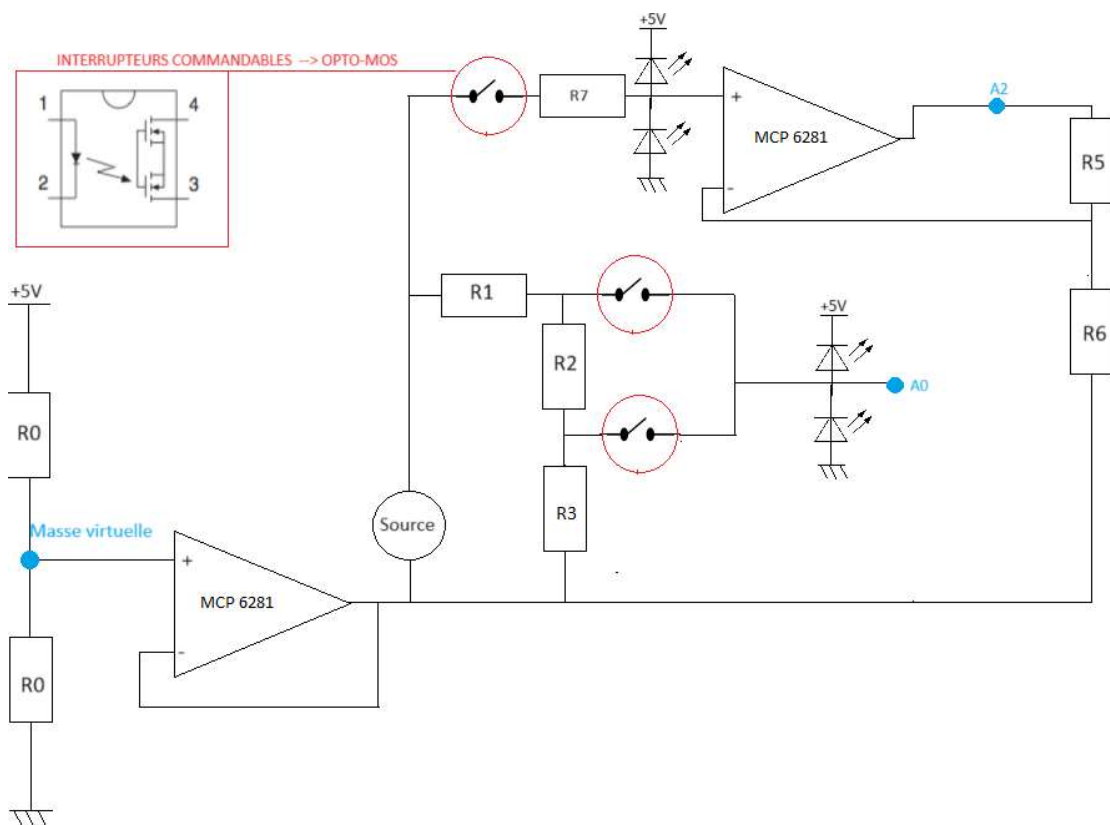 +5V
INTERRUPTEURS COMMANDABLES --> OPTO-MOS
1
4
2
3
R7
+
MCP 6281
-
A2
R5
+5V
R1
R2
R3
+5V
A0
R6
R0
Masse virtuelle
Source
+
MCP 6281
-
R0